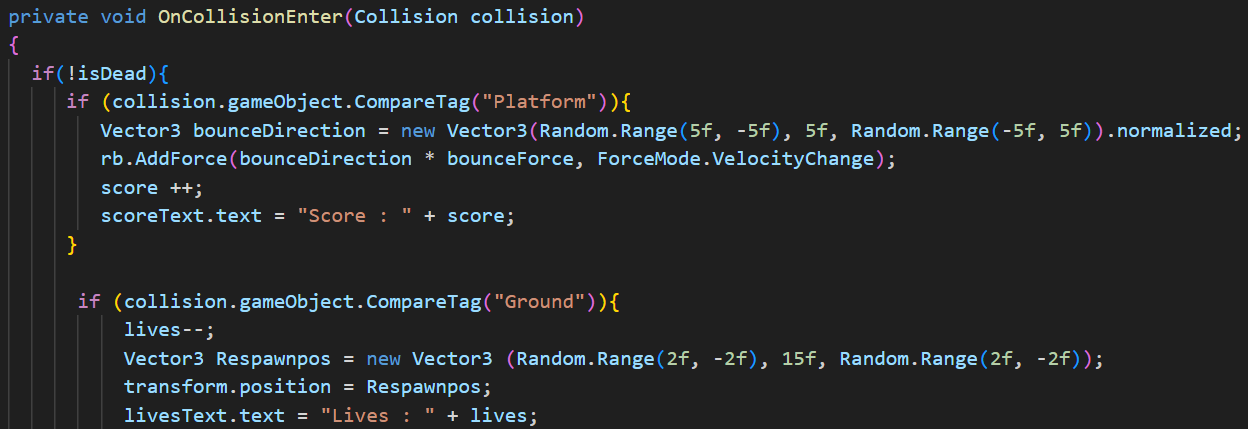 private void OnCollisionEnter(Collision collision)
{
if(!isDead){
if (collision.gameObject.CompareTag("Platform")){
Vector3 bounceDirection = new Vector3(Random.Range(5f, -5f), 5f, Random.Range(-5f, 5f)).normalized;
rb.AddForce(bounceDirection * bounceForce, ForceMode.VelocityChange);
score ++;
scoreText.text = "Score : " + score;
}
if (collision.gameObject.CompareTag("Ground")){
lives--;
Vector3 Respawnpos = new Vector3 (Random.Range(2f, -2f), 15f, Random.Range(2f, -2f));
transform.position = Respawnpos;
livesText.text = "Lives : " + lives;